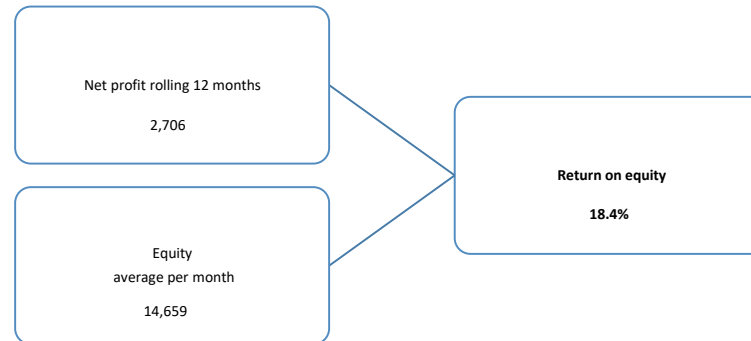 Net profit rolling 12 months
2,706
Equity
average per month
14,659
Return on equity
18.4%